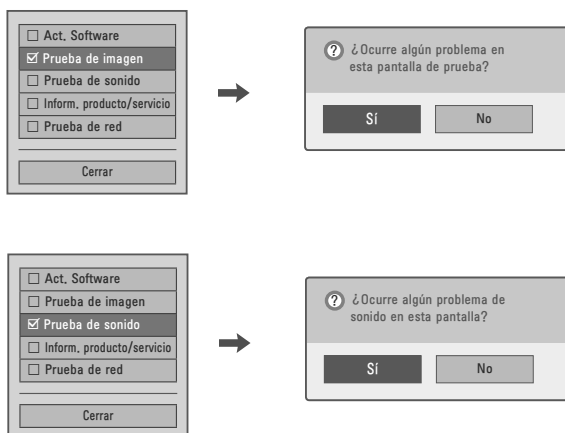 Act. Software
Prueba de imagen
Prueba de sonido
Inform. producto/servicio
Prueba de red
Cerrar
¿Ocurre algún problema en
esta pantalla de prueba?
Sí
No
Act. Software
Prueba de imagen
Prueba de sonido
Inform. producto/servicio
Prueba de red
Cerrar
¿Ocurre algún problema de
sonido en esta pantalla?
Sí
No